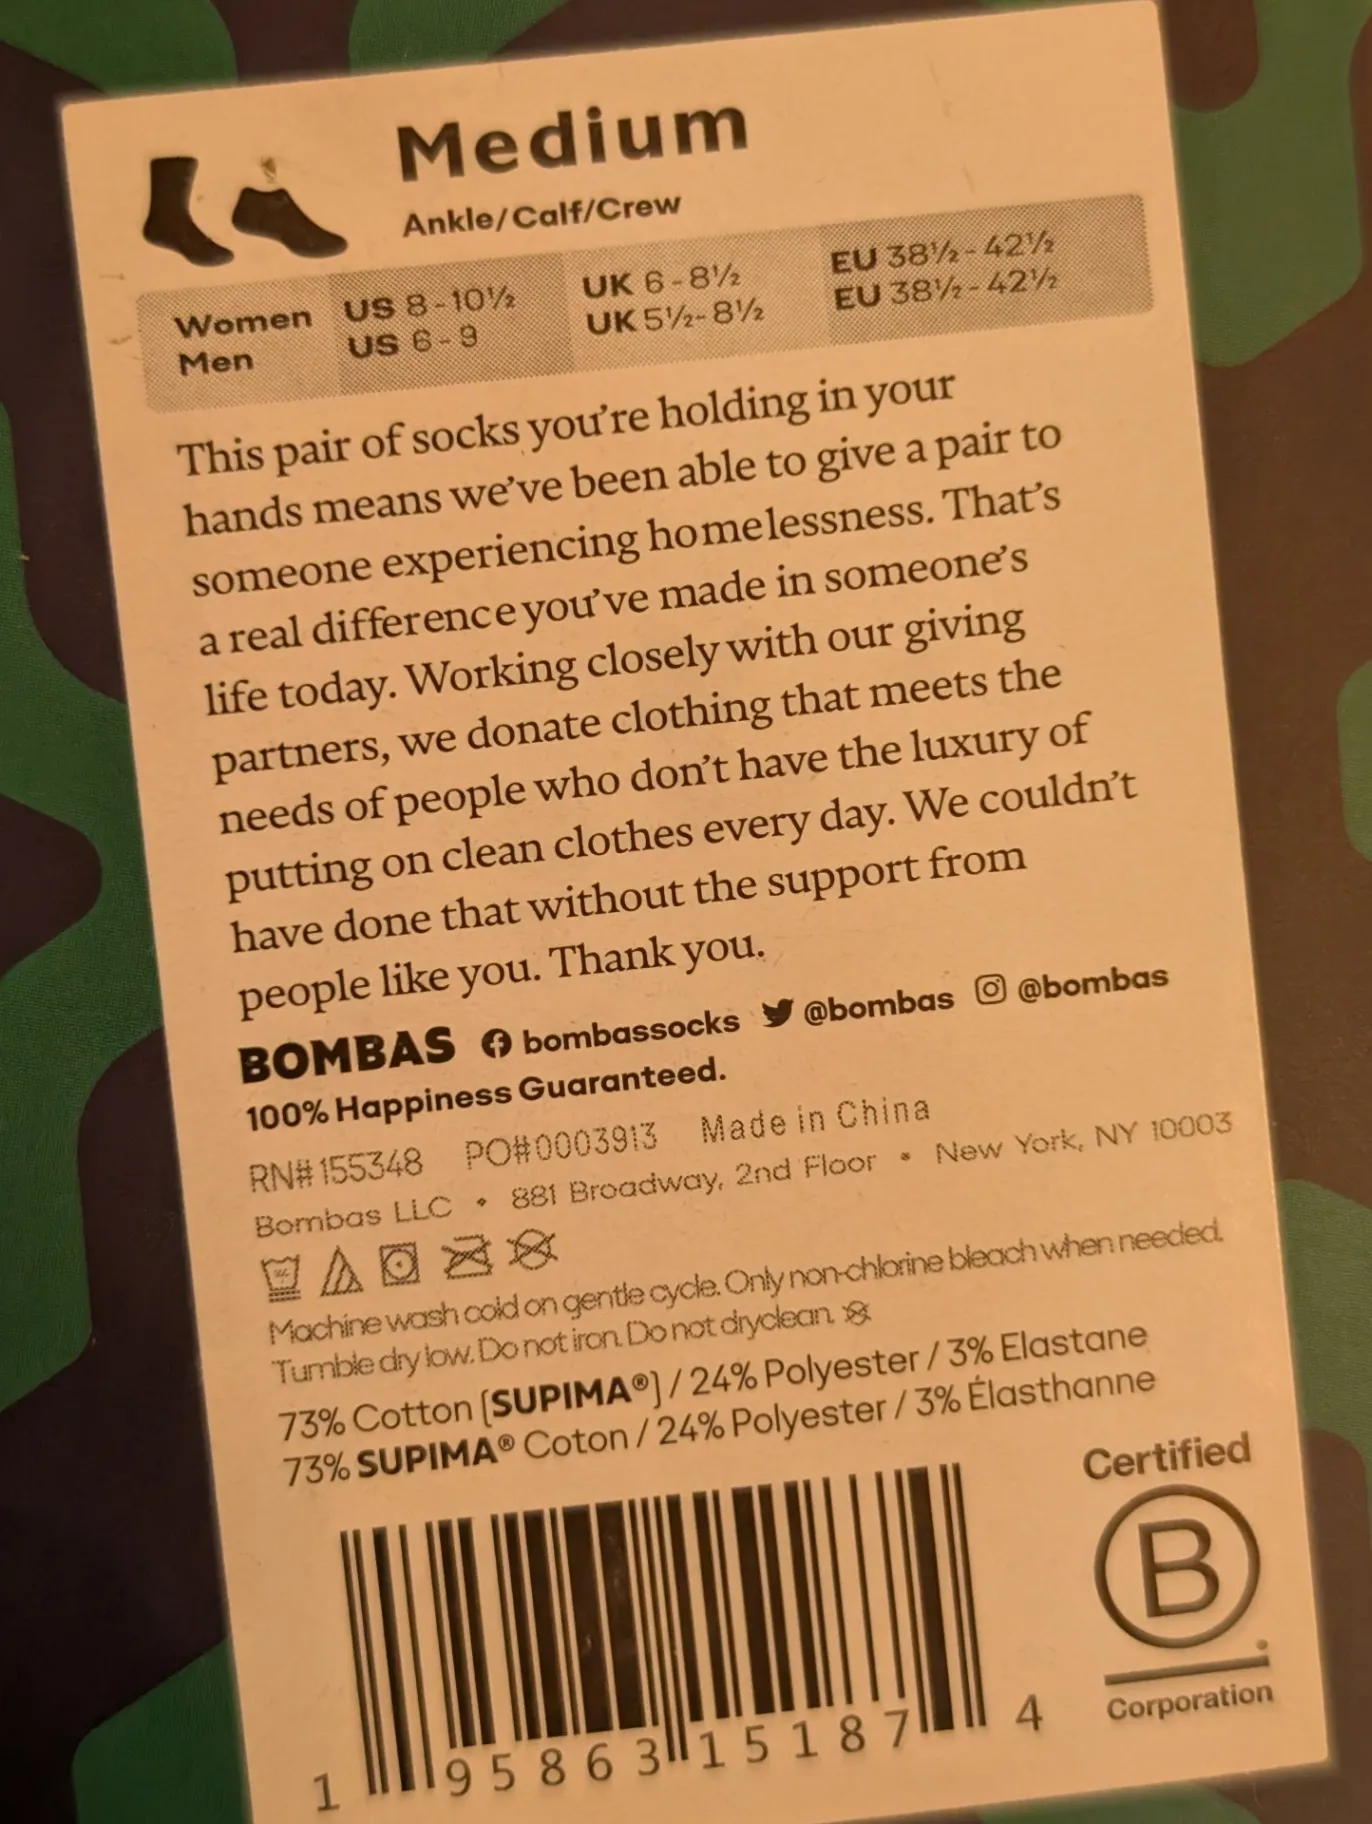 Medium
Ankle/Calf/Crew
Women US 8 - 10½ UK 6 - 8½ EU 38½ - 42½
Men US 6 - 9 UK 5½ - 8½ EU 38½ - 42½
This pair of socks you're holding in your
hands means we've been able to give a pair to
someone experiencing homelessness. That's
a real difference you've made in someone's
life today. Working closely with our giving
partners, we donate clothing that meets the
needs of people who don't have the luxury of
putting on clean clothes every day. We couldn't
have done that without the support from
people like you. Thank you.
BOMBAS bombassocks @bombas @bombas
100% Happiness Guaranteed.
RN# 155348 PO#0003913 Made in China
Bombas LLC • 881 Broadway, 2nd Floor • New York, NY 10003
Machine wash cold on gentle cycle. Only non-chlorine bleach when needed.
Tumble dry low. Do not iron. Do not dryclean.
73% Cotton [SUPIMA®] / 24% Polyester / 3% Elastane
73% SUPIMA® Coton / 24% Polyester / 3% Élasthanne
Certified
B
Corporation
1 95863 15187 4